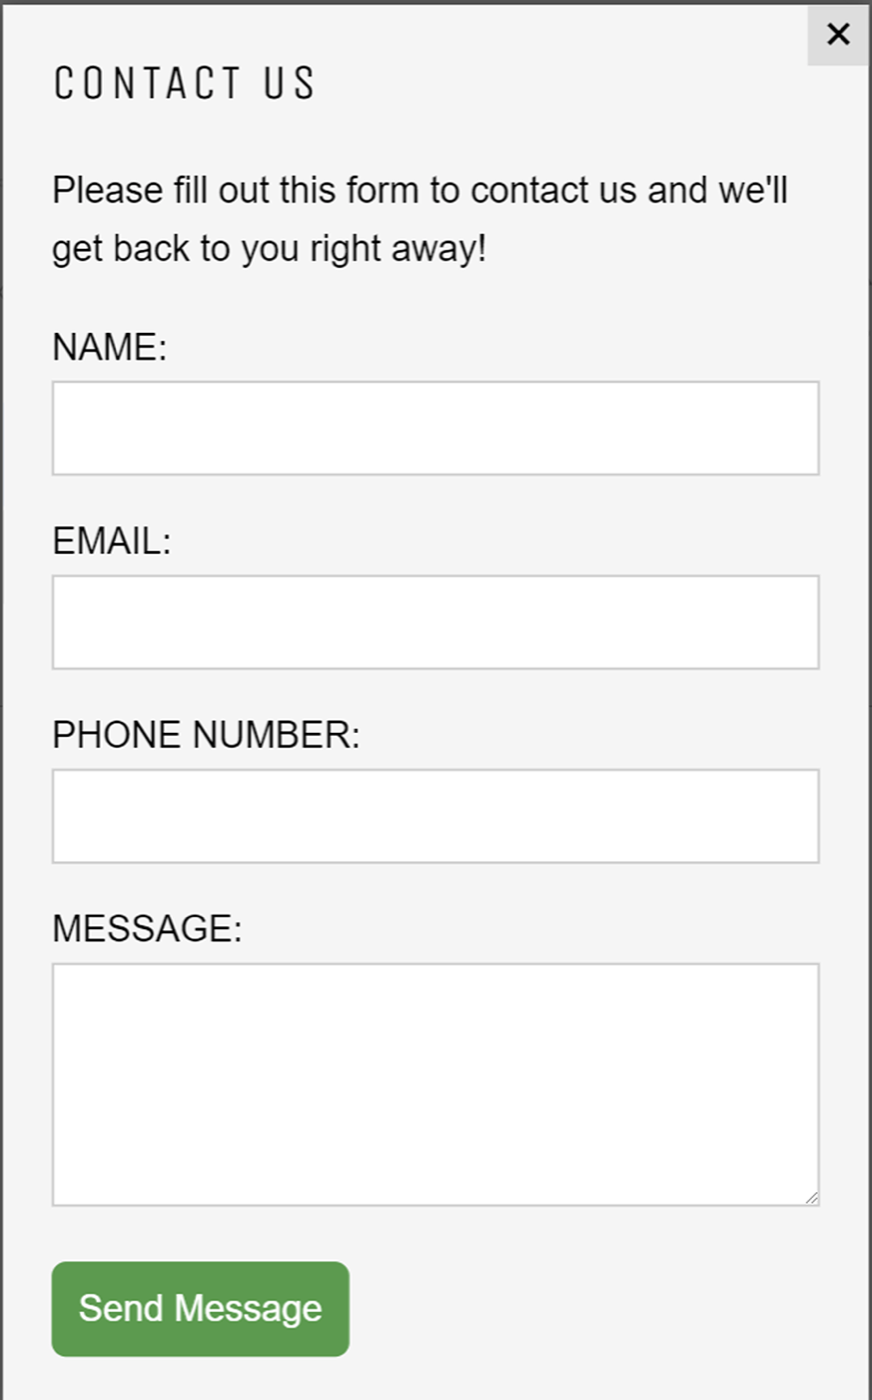 CONTACT US
Please fill out this form to contact us and we'll
get back to you right away!
NAME:
EMAIL:
PHONE NUMBER:
MESSAGE:
Send Message